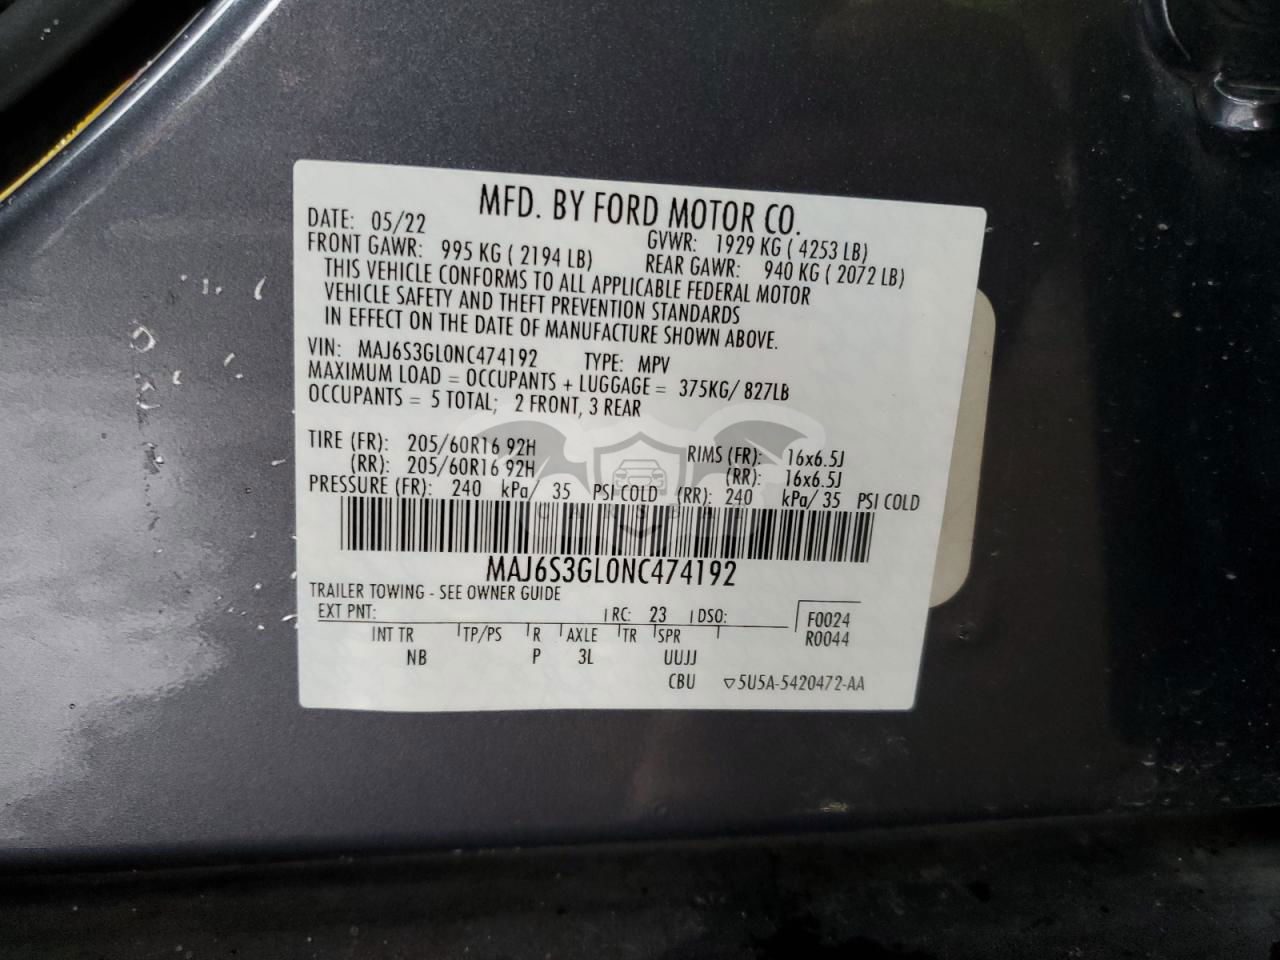 MFD. BY FORD MOTOR CO.
DATE: 05/22 GVWR: 1929 KG ( 4253 LB)
FRONT GAWR: 995 KG ( 2194 LB) REAR GAWR: 940 KG ( 2072 LB)
THIS VEHICLE CONFORMS TO ALL APPLICABLE FEDERAL MOTOR
VEHICLE SAFETY AND THEFT PREVENTION STANDARDS
IN EFFECT ON THE DATE OF MANUFACTURE SHOWN ABOVE.
VIN: MAJ6S3GL0NC474192 TYPE: MPV
MAXIMUM LOAD = OCCUPANTS + LUGGAGE = 375KG/ 827LB
OCCUPANTS = 5 TOTAL; 2 FRONT, 3 REAR
TIRE (FR): 205/60R16 92H RIMS (FR): 16x6.5J
(RR): 205/60R16 92H (RR): 16x6.5J
PRESSURE (FR): 240 kPa/ 35 PSI COLD (RR): 240 kPa/ 35 PSI COLD
MAJ6S3GL0NC474192
TRAILER TOWING - SEE OWNER GUIDE
EXT PNT: RC: 23 DSO: F0024
R0044
INT TR TP/PS R AXLE TR SPR
NB P 3L UUJJ
CBU 5U5A-5420472-AA